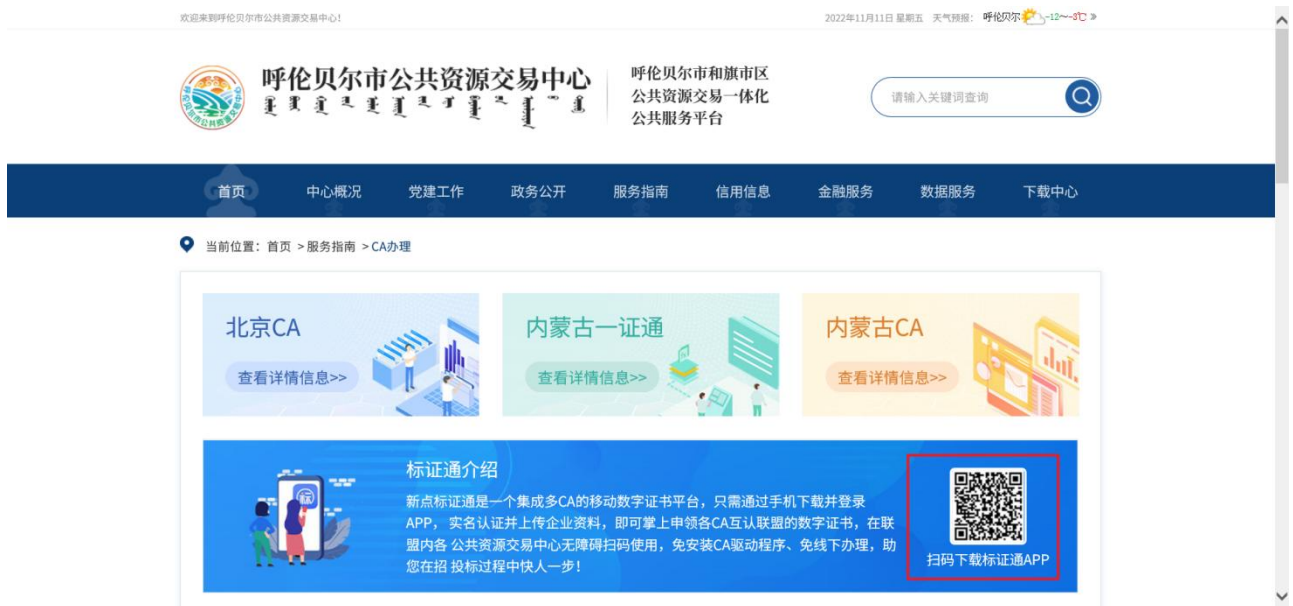 欢迎来到呼伦贝尔市公共资源交易中心!
2022年11月11日 星期五 天气预报: 呼伦贝尔 -12~-3℃ »
呼伦贝尔市公共资源交易中心
呼伦贝尔市和旗市区
公共资源交易一体化
公共服务平台
请输入关键词查询
首页 中心概况 党建工作 政务公开 服务指南 信用信息 金融服务 数据服务 下载中心
当前位置：首页 >服务指南 >CA办理
北京CA
查看详情信息>>
内蒙古一证通
查看详情信息>>
内蒙古CA
查看详情信息>>
标证通介绍
新点标证通是一个集成多CA的移动数字证书平台，只需通过手机下载并登录
APP， 实名认证并上传企业资料，即可掌上申领各CA互认联盟的数字证书，在联
盟内各 公共资源交易中心无障碍扫码使用，免安装CA驱动程序、免线下办理，助
您在招 投标过程中快人一步！
扫码下载标证通APP